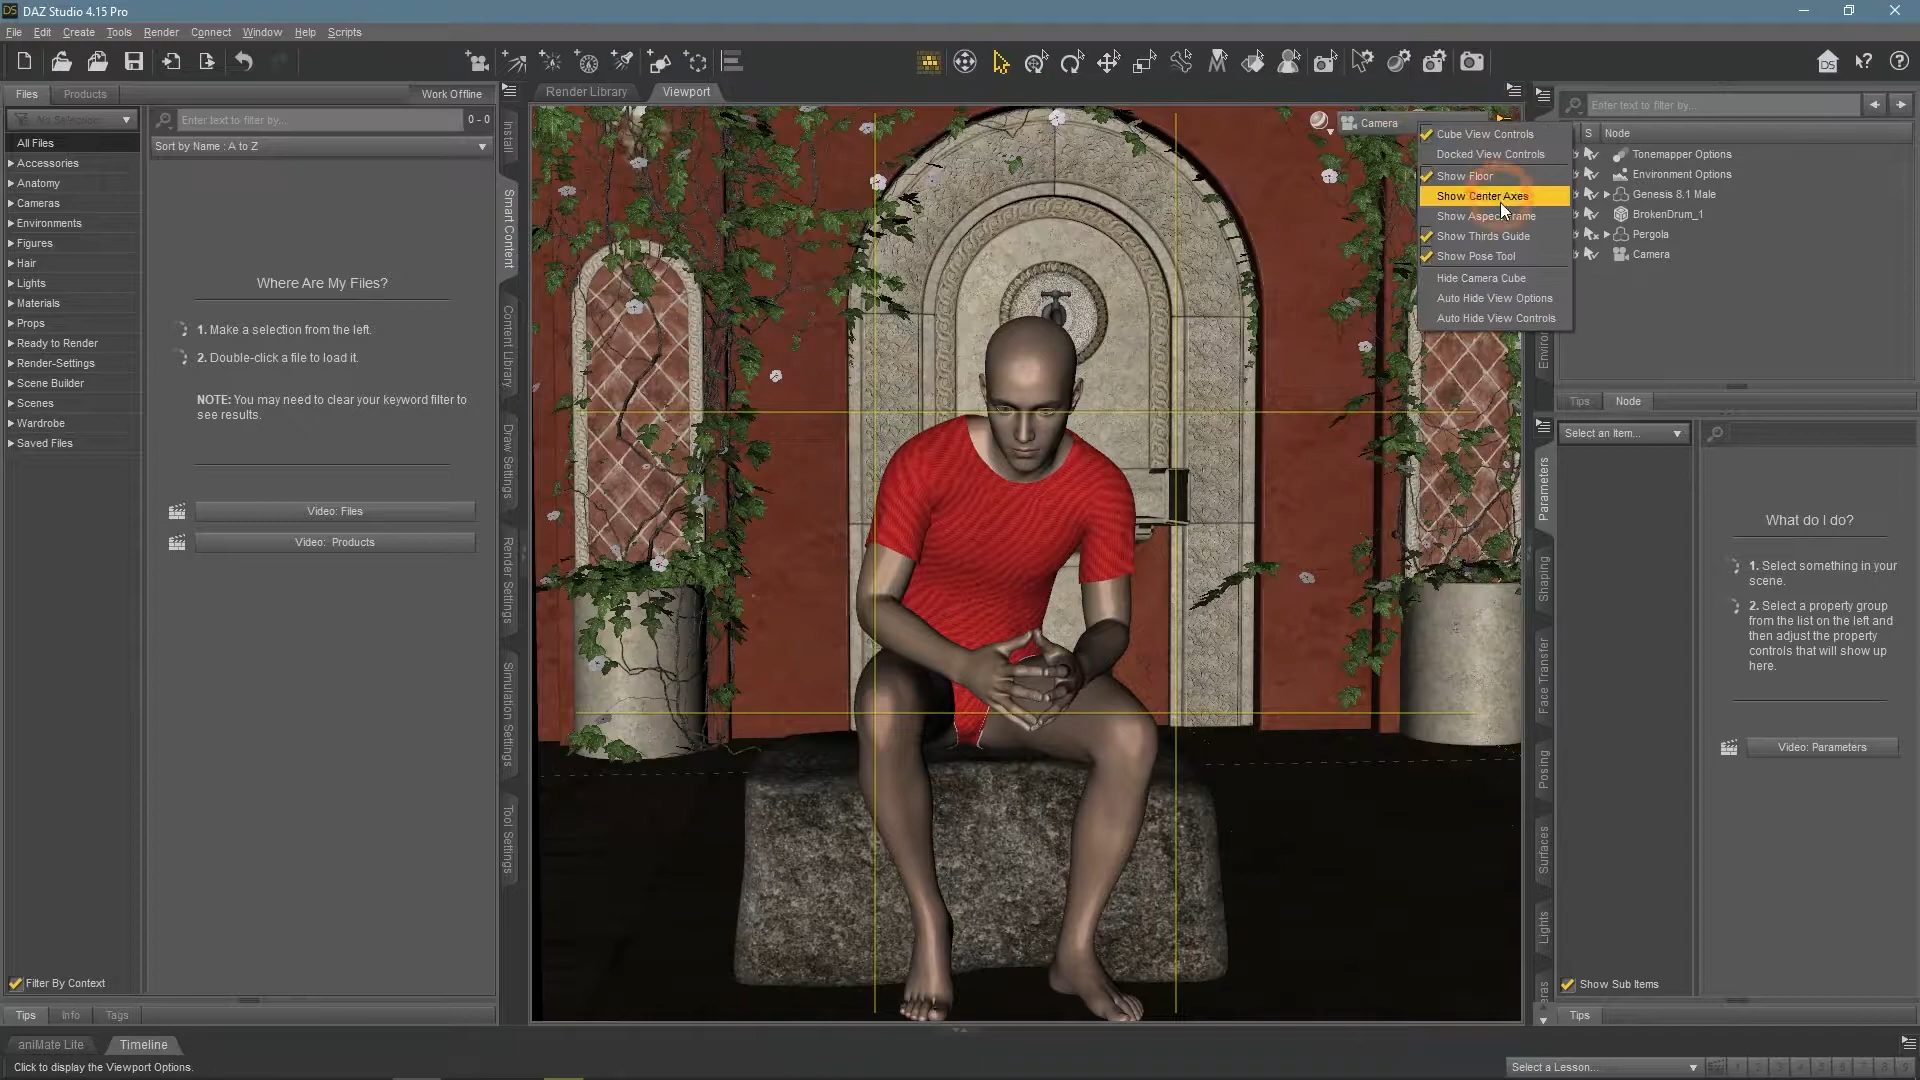 DAZ Studio 4.15 Pro
File Edit Create Tools Render Connect Window Help Scripts
Files Products Work Offline
Render Library Viewport
Enter text to filter by... 0 - 0
Sort by Name : A to Z
All Files
Accessories
Anatomy
Cameras
Environments
Figures
Hair
Lights
Materials
Props
Ready to Render
Render-Settings
Scene Builder
Scenes
Wardrobe
Saved Files
Where Are My Files?
1. Make a selection from the left.
2. Double-click a file to load it.
NOTE: You may need to clear your keyword filter to
see results.
Video: Files
Video: Products
Filter By Context
Tips Info Tags
Install
Smart Content
Content Library
Draw Settings
Render Settings
Simulation Settings
Tool Settings
Camera
Cube View Controls
Docked View Controls
Show Floor
Show Center Axes
Show Aspect Frame
Show Thirds Guide
Show Pose Tool
Hide Camera Cube
Auto Hide View Options
Auto Hide View Controls
Enter text to filter by...
S Node
Tonemapper Options
Environment Options
Genesis 8.1 Male
BrokenDrum_1
Pergola
Camera
Tips Node
Select an Item...
Parameters
Shaping
Face Transfer
Posing
Surfaces
Lights
What do I do?
1. Select something in your
scene.
2. Select a property group
from the list on the left and
then adjust the property
controls that will show up
here.
Video: Parameters
Show Sub Items
Tips
aniMate Lite Timeline
Click to display the Viewport Options.
Select a Lesson...